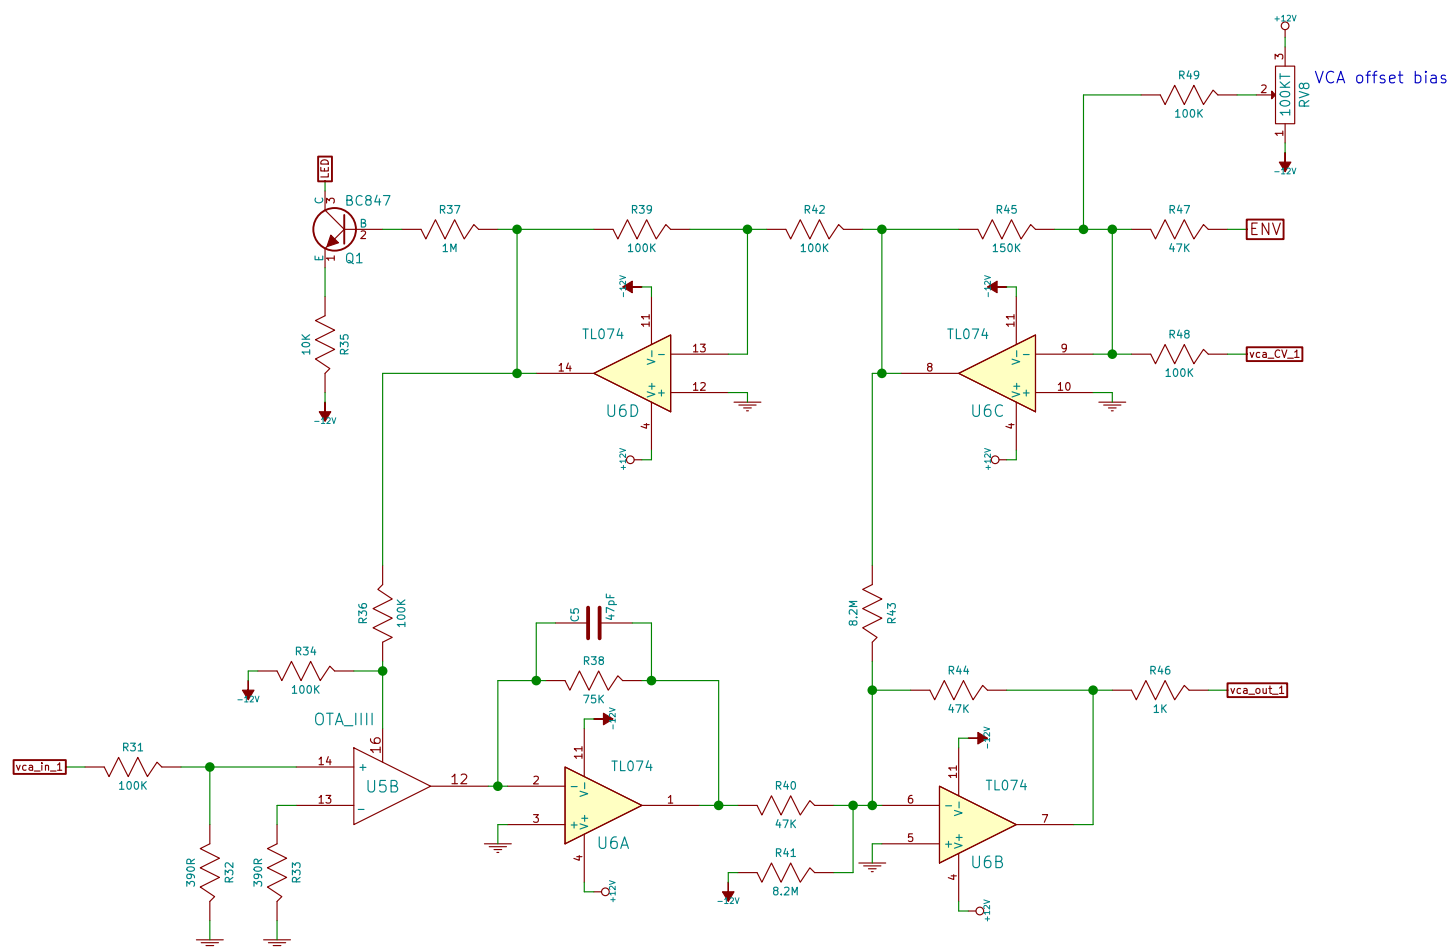 +12V
3
VCA offset bias
R49
2
100KT
RV8
100K
1
-12V
LED
C
3
BC847
B
2
E
1
Q1
R37
1M
R39
100K
R42
100K
R45
150K
R47
47K
ENV
10K
R35
-12V
-12V
11
TL074
V-
-
13
14
V+
+
12
U6D
4
+12V
-12V
11
TL074
V-
-
9
8
V+
+
10
U6C
4
+12V
R48
100K
vca_CV_1
R36
100K
R34
100K
-12V
C5
47pF
R38
75K
8.2M
R43
R44
47K
R46
1K
vca_out_1
OTA_IIII
16
vca_in_1
R31
100K
14
+
U5B
12
13
-
390R
R32
390R
R33
-12V
11
TL074
2
-
V-
1
3
+
V+
U6A
4
+12V
R40
47K
R41
8.2M
-12V
-12V
11
TL074
6
-
V-
7
5
+
V+
U6B
4
+12V